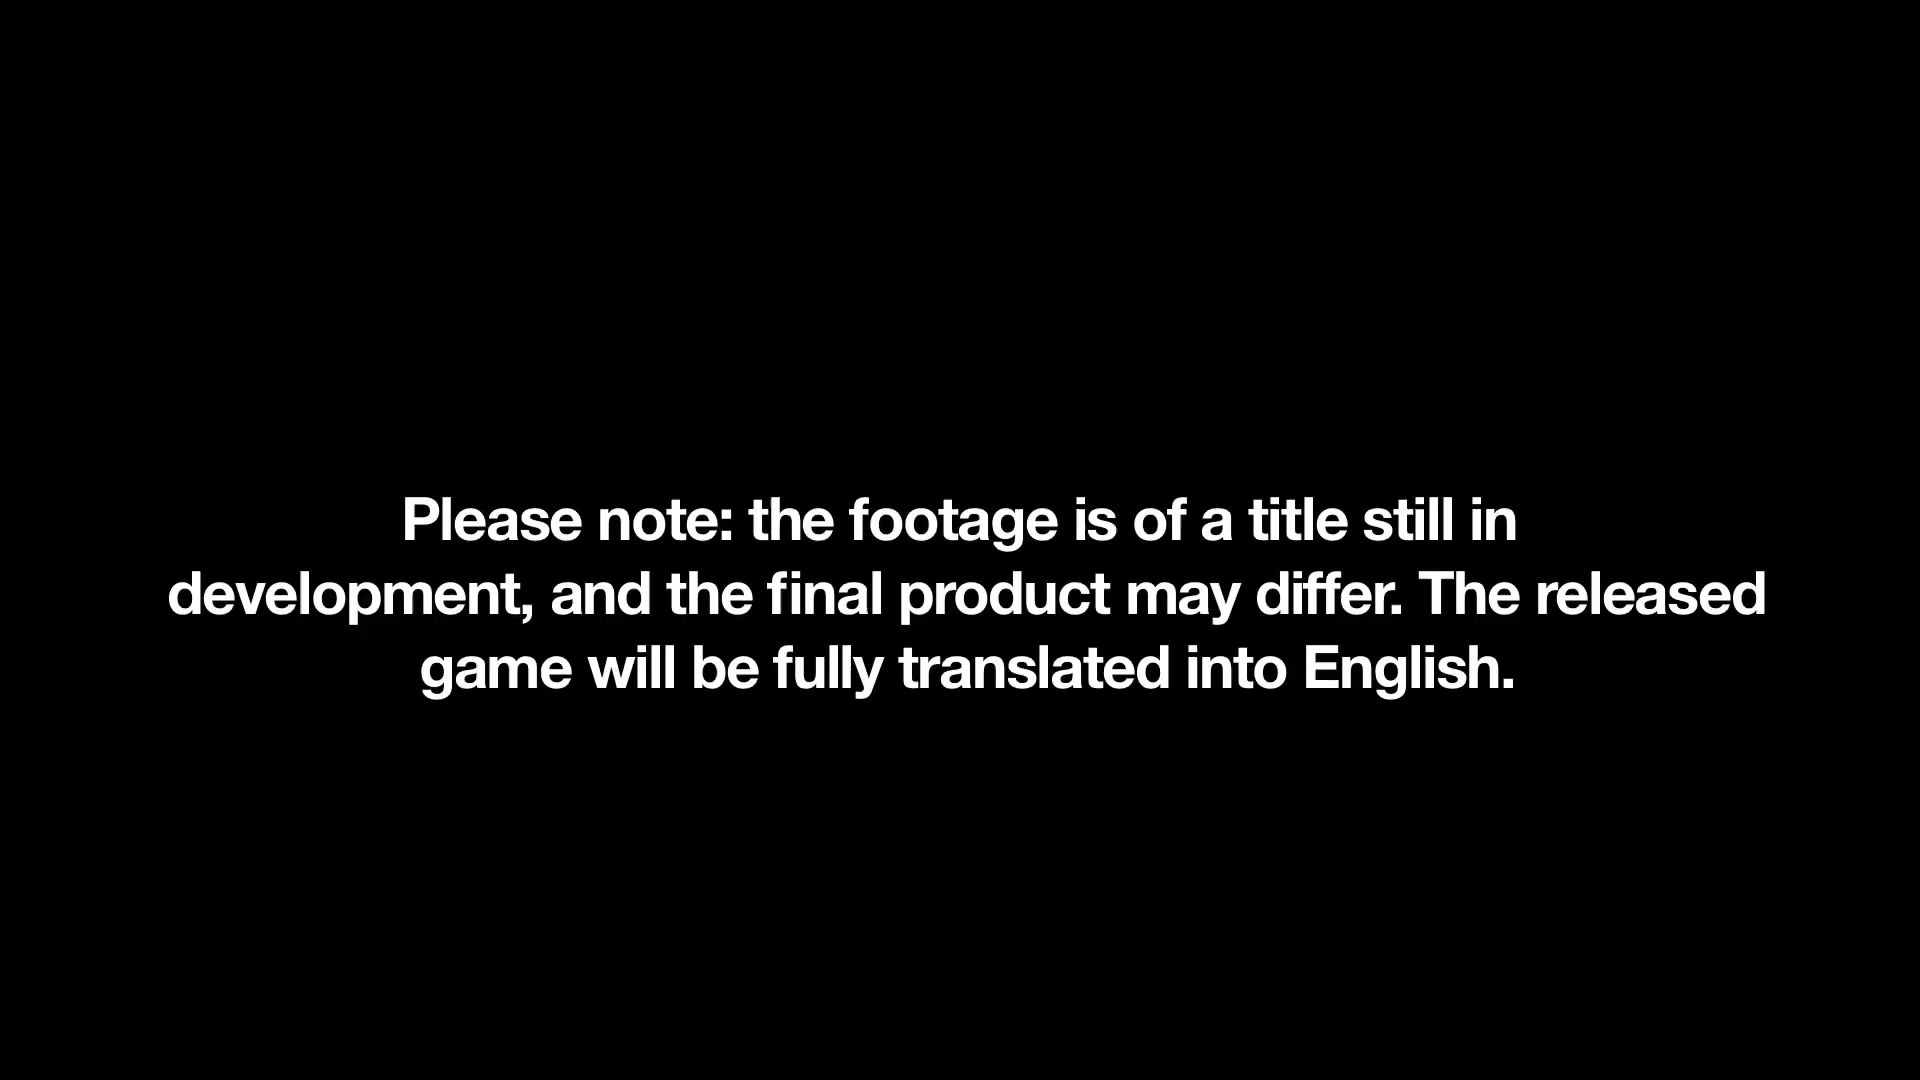 Please note: the footage is of a title still in
development, and the final product may differ. The released
game will be fully translated into English.